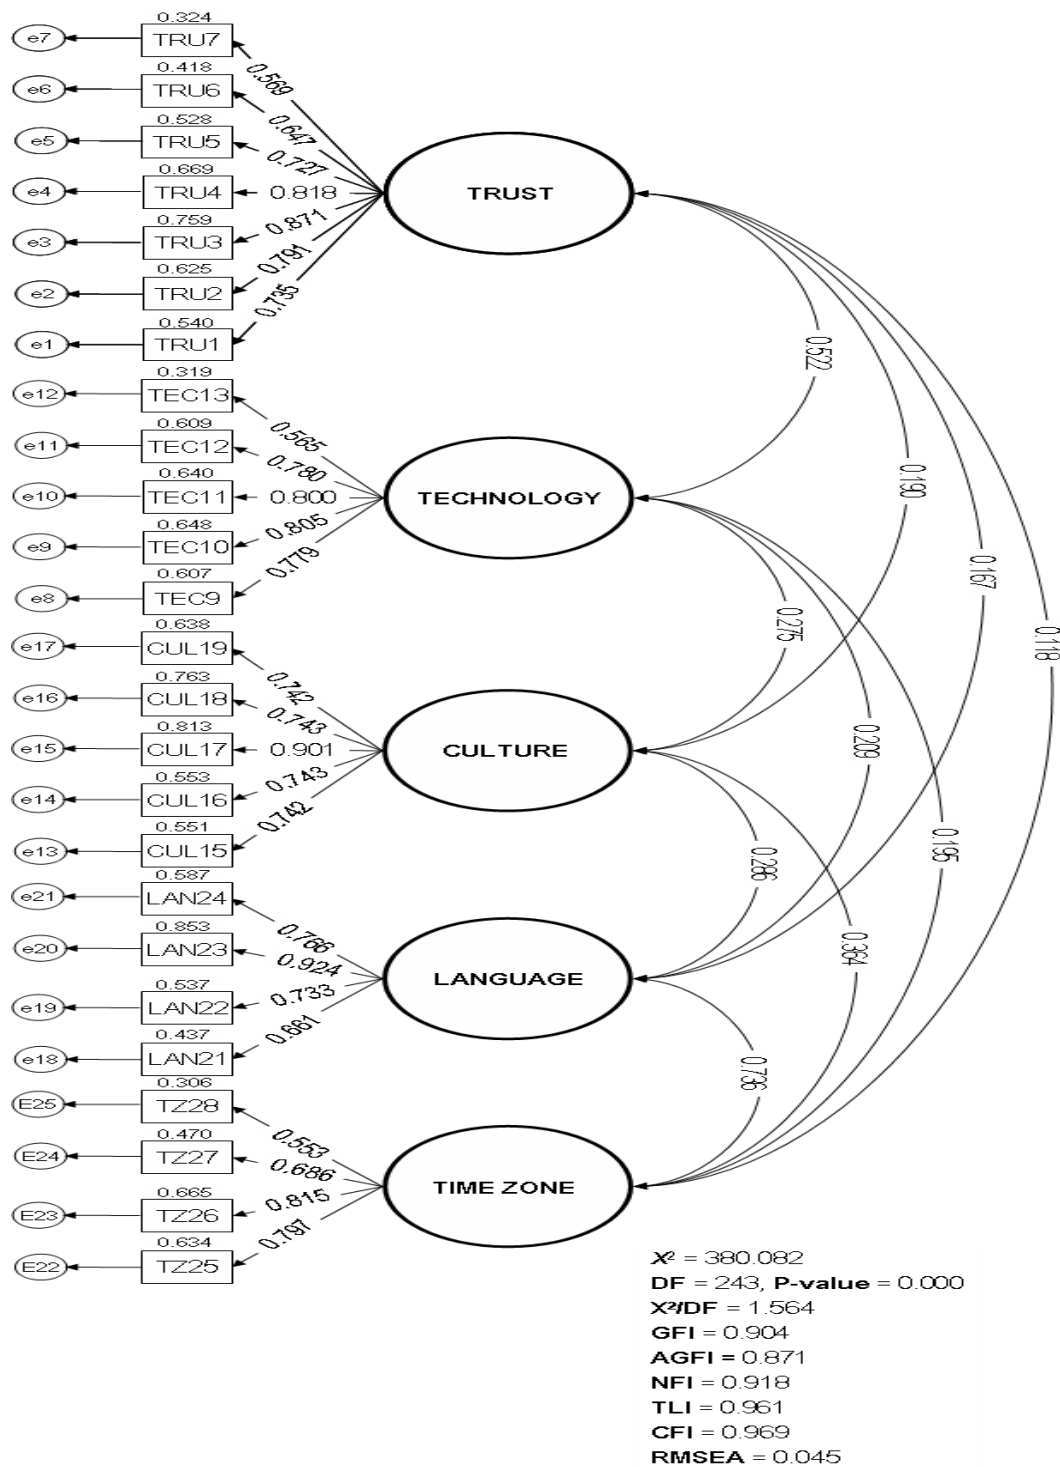 0.324
e7 TRU7
0.569
0.418
e6 TRU6
0.647
0.528
e5 TRU5
0.727
0.669
e4 TRU4 0.818
TRUST
0.759
e3 TRU3
0.871
0.625
e2 TRU2
0.791
0.540
e1 TRU1
0.735
0.522
0.319
e12 TEC13
0.565
0.609
e11 TEC12
0.780
0.640
e10 TEC11 0.800
TECHNOLOGY
0.190
0.648
e9 TEC10
0.805
0.607
e8 TEC9
0.779
0.167
0.275
0.118
0.638
e17 CUL19
0.742
0.763
e16 CUL18
0.743
0.813
e15 CUL17 0.901
CULTURE
0.209
0.553
e14 CUL16
0.743
0.551
e13 CUL15
0.742
0.195
0.286
0.587
e21 LAN24
0.766
0.853
e20 LAN23
0.924
0.364
LANGUAGE
0.537
e19 LAN22
0.733
0.437
e18 LAN21
0.661
0.736
0.306
E25 TZ28
0.553
0.470
E24 TZ27
0.686
TIME ZONE
0.665
E23 TZ26
0.815
0.634
E22 TZ25
0.797
X² = 380.082
DF = 243, P-value = 0.000
X²/DF = 1.564
GFI = 0.904
AGFI = 0.871
NFI = 0.918
TLI = 0.961
CFI = 0.969
RMSEA = 0.045